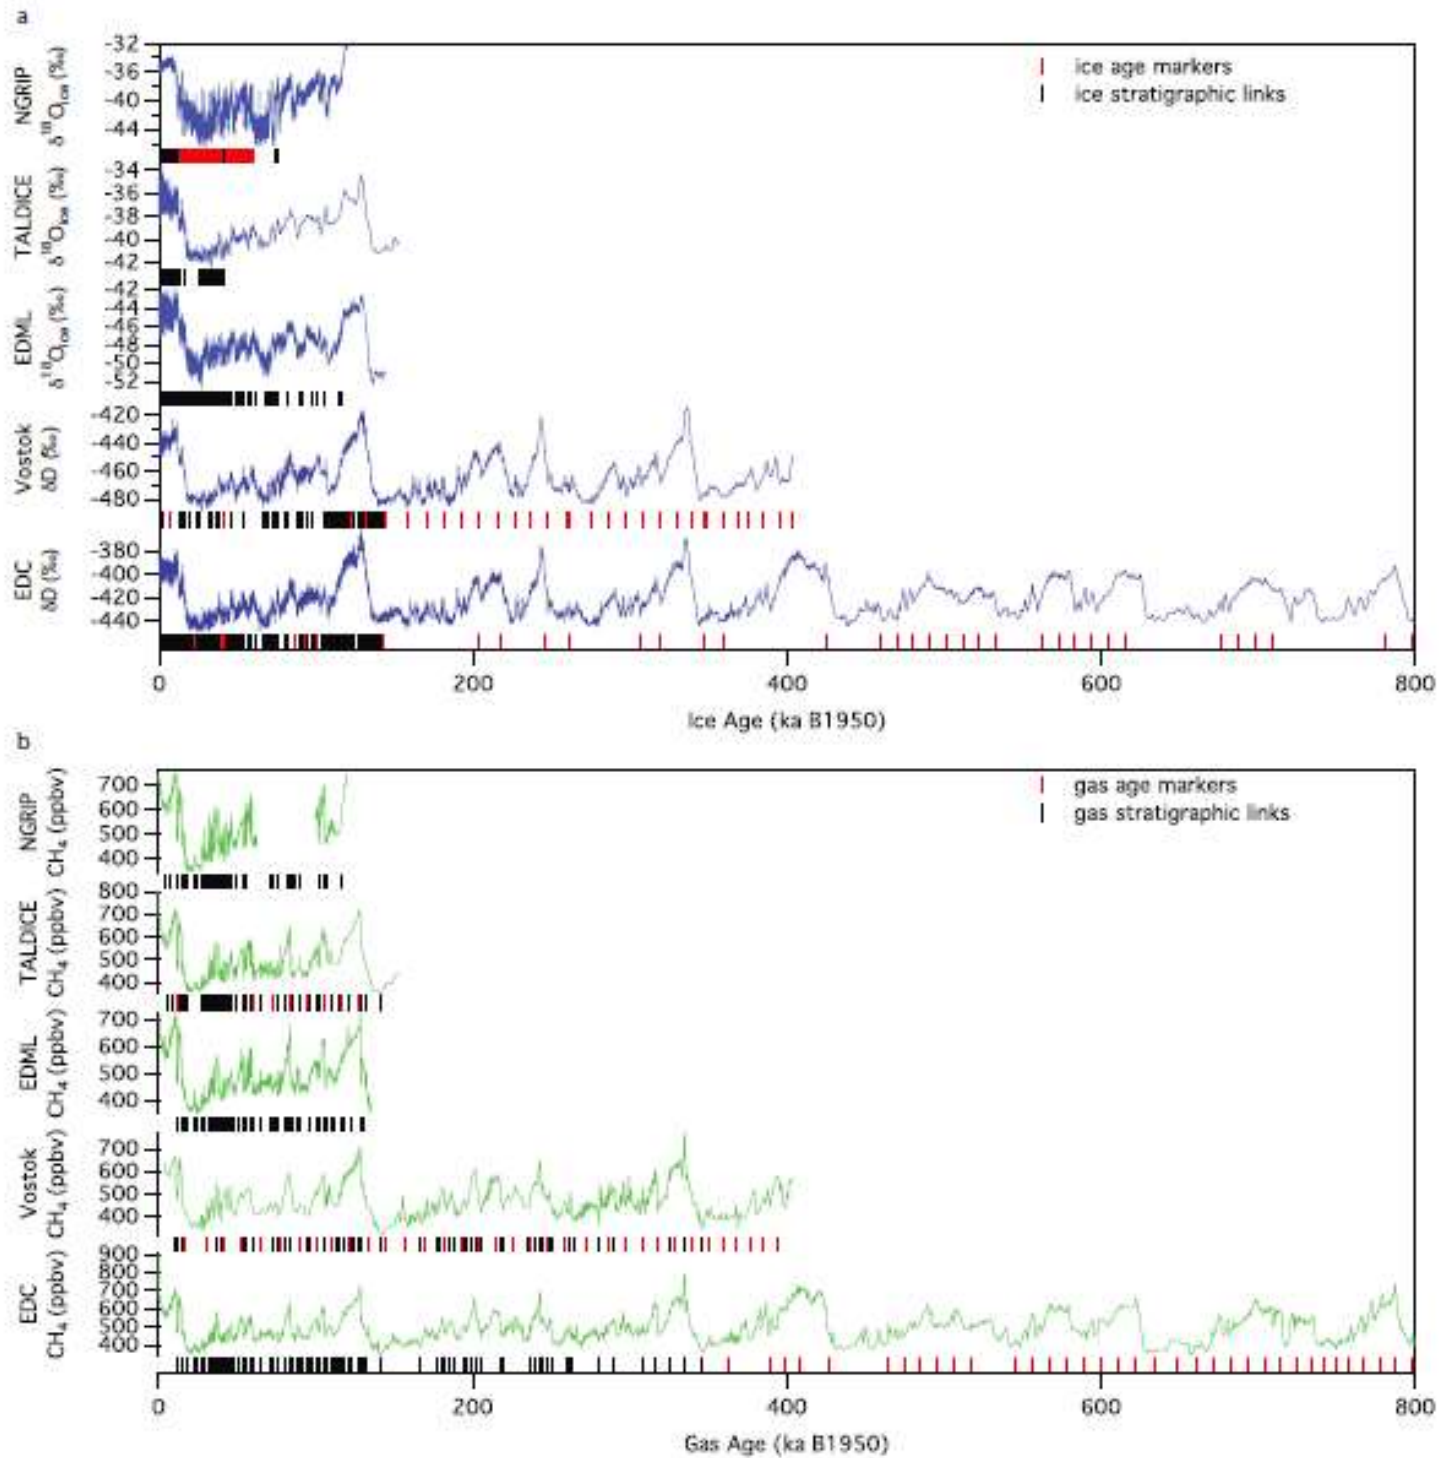 a
ice age markers
ice stratigraphic links
NGRIP
δ¹⁸O_ice (‰)
-32
-36
-40
-44
TALDICE
δ¹⁸O_ice (‰)
-34
-36
-38
-40
-42
EDML
δ¹⁸O_ice (‰)
-42
-44
-46
-48
-50
-52
Vostok
δD (‰)
-420
-440
-460
-480
EDC
δD (‰)
-380
-400
-420
-440
0 200 400 600 800
Ice Age (ka B1950)
b
gas age markers
gas stratigraphic links
NGRIP
CH₄ (ppbv)
700
600
500
400
TALDICE
CH₄ (ppbv)
800
700
600
500
400
EDML
CH₄ (ppbv)
700
600
500
400
Vostok
CH₄ (ppbv)
700
600
500
400
EDC
CH₄ (ppbv)
900
800
700
600
500
400
0 200 400 600 800
Gas Age (ka B1950)